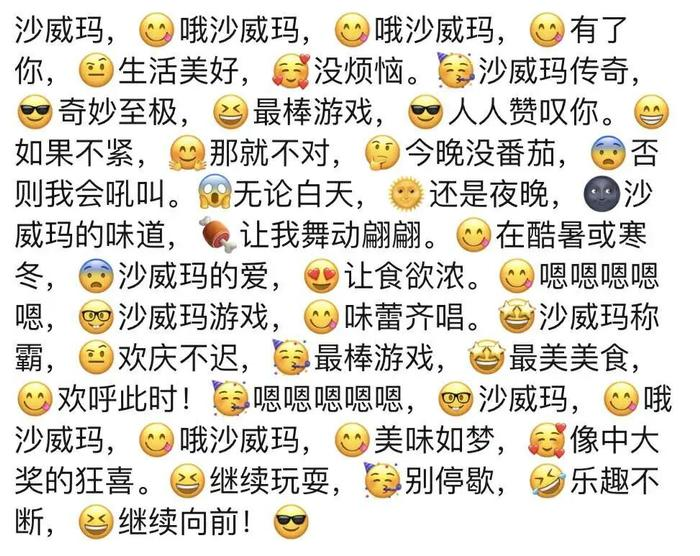 沙威玛，😋哦沙威玛，😋哦沙威玛，😋有了
你，🤨生活美好，🥰没烦恼。🥳沙威玛传奇，
😎奇妙至极，😆最棒游戏，😎人人赞叹你。😁
如果不紧，🤗那就不对，🤔今晚没番茄，😨否
则我会吼叫。😱无论白天，🌞还是夜晚，🌚沙
威玛的味道，🍖让我舞动翩翩。😋在酷暑或寒
冬，😨沙威玛的爱，😍让食欲浓。😋嗯嗯嗯嗯
嗯，🤓沙威玛游戏，😋味蕾齐唱。🤩沙威玛称
霸，🤨欢庆不迟，🥳最棒游戏，🤩最美美食，
😋欢呼此时！🥳嗯嗯嗯嗯嗯，🤓沙威玛，😋哦
沙威玛，😋哦沙威玛，😋美味如梦，🥰像中大
奖的狂喜。😆继续玩耍，🥳别停歇，🤣乐趣不
断，😆继续向前！😎